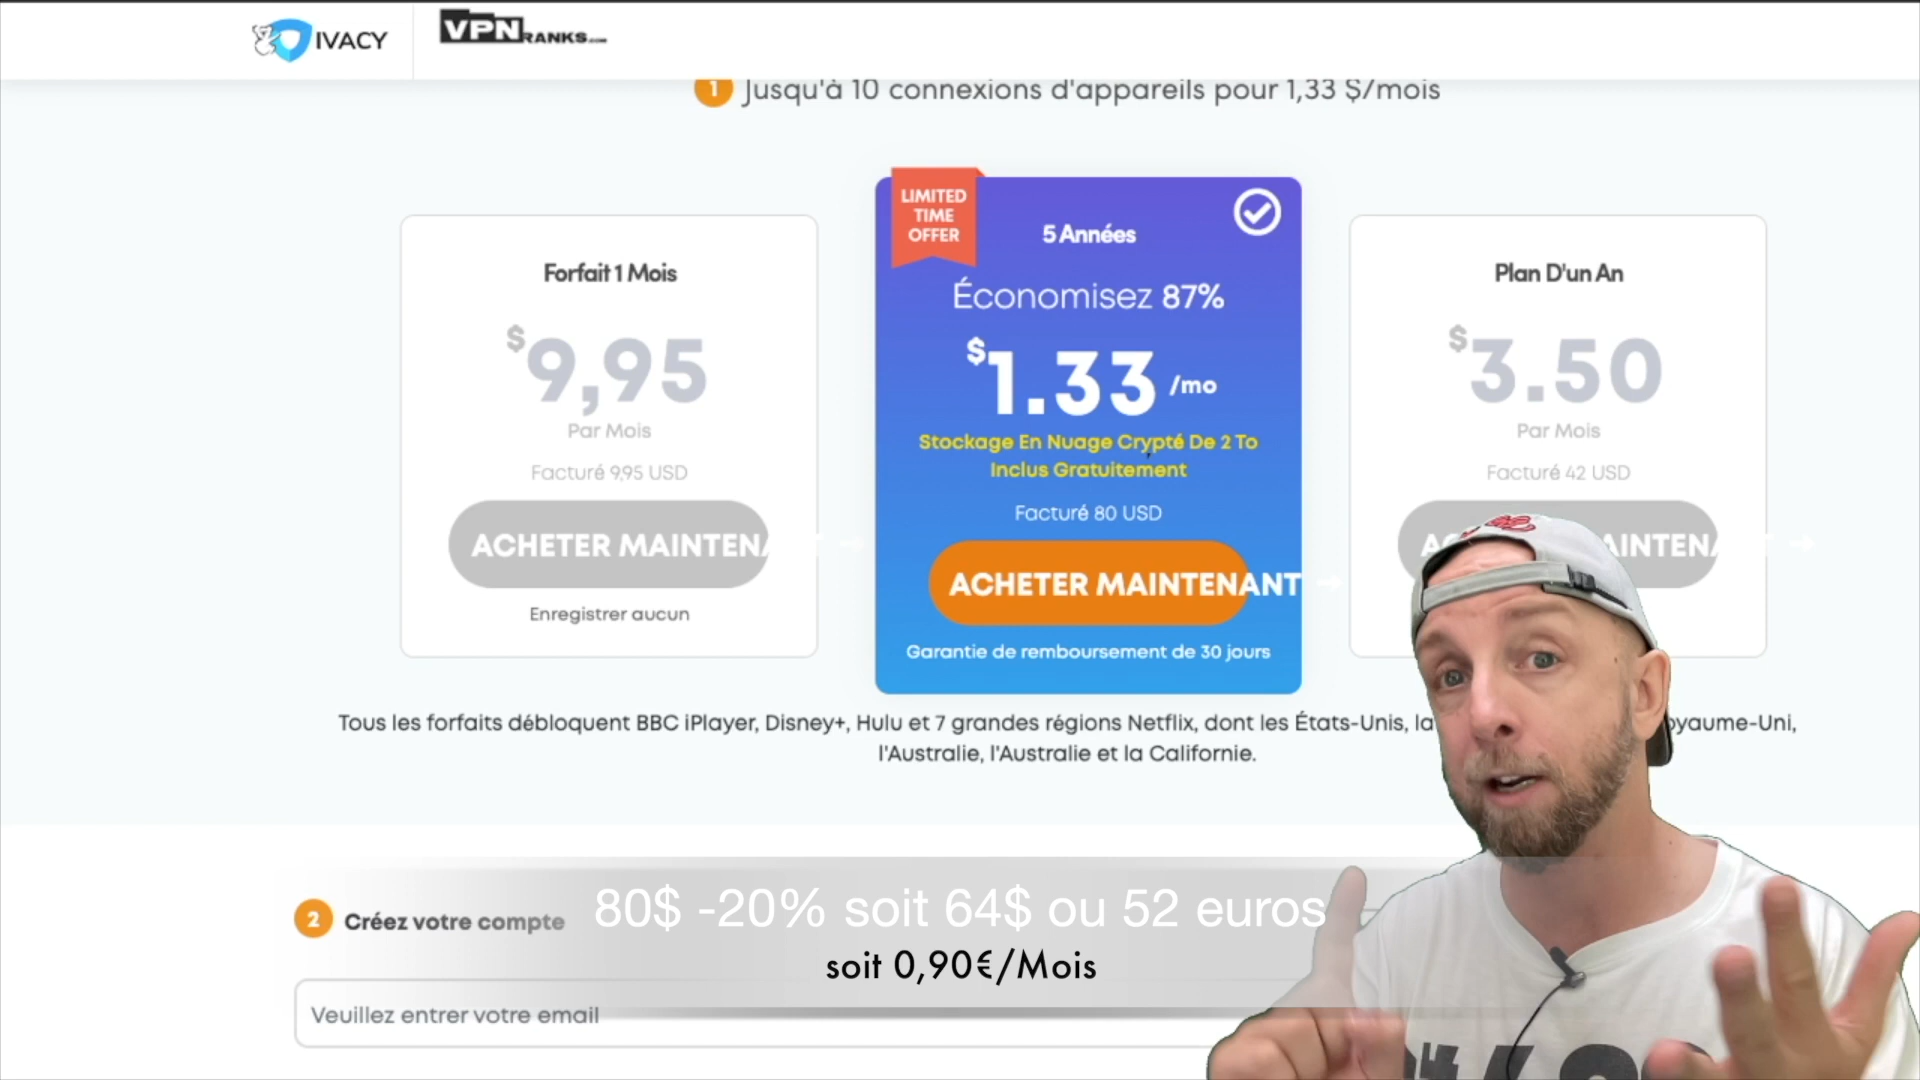 IVACY
VPNRANKS.com
1 Jusqu'à 10 connexions d'appareils pour 1,33 $/mois
Forfait 1 Mois
$9,95
Par Mois
Facturé 9,95 USD
ACHETER MAINTENA
Enregistrer aucun
LIMITED
TIME
OFFER
5 Années
Économisez 87%
$1.33 /mo
Stockage En Nuage Crypté De 2 To
Inclus Gratuitement
Facturé 80 USD
ACHETER MAINTENANT
Garantie de remboursement de 30 jours
Plan D'un An
$3.50
Par Mois
Facturé 42 USD
AINTENA
Tous les forfaits débloquent BBC iPlayer, Disney+, Hulu et 7 grandes régions Netflix, dont les États-Unis, la oyaume-Uni,
l'Australie, l'Australie et la Californie.
2 Créez votre compte
80$ -20% soit 64$ ou 52 euros
soit 0,90€/Mois
Veuillez entrer votre email